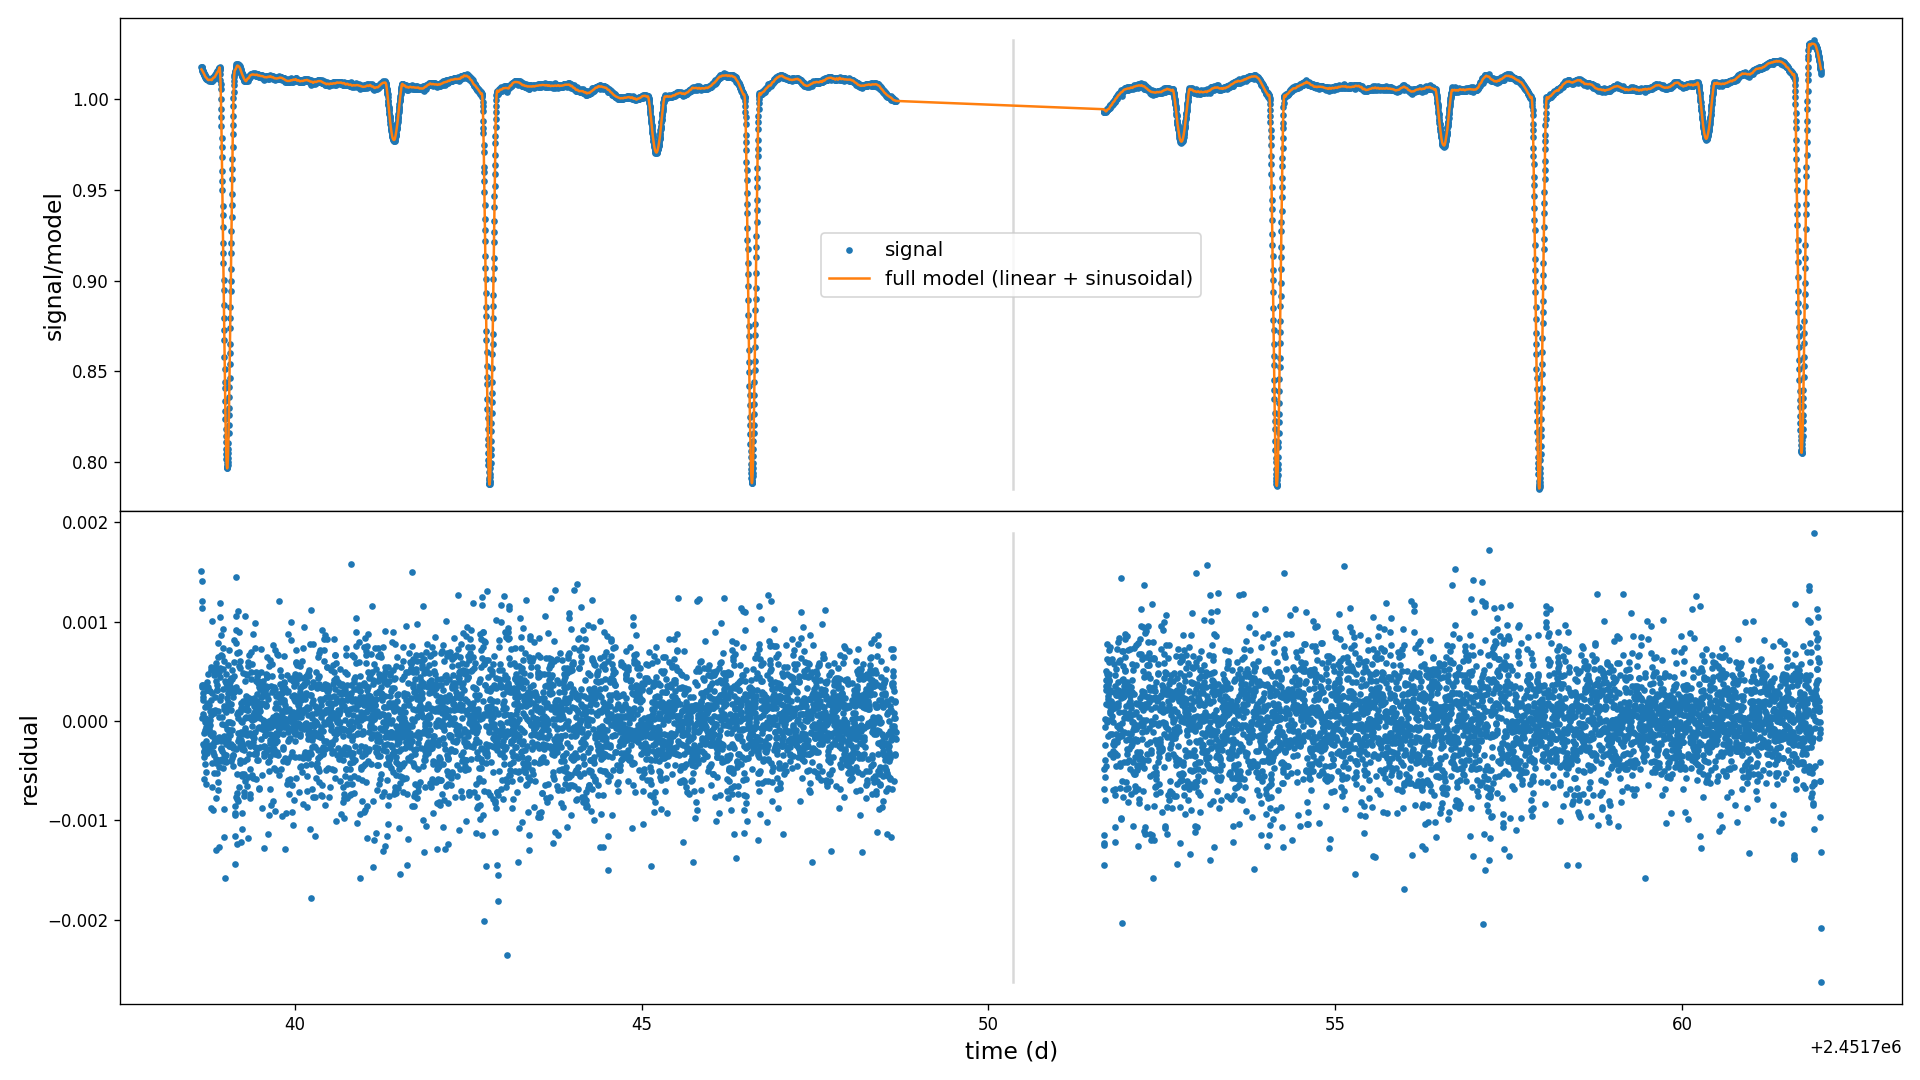 1.00
0.95
0.90
0.85
0.80
signal/model
signal
full model (linear + sinusoidal)
0.002
0.001
0.000
−0.001
−0.002
residual
40
45
50
55
60
time (d)
+2.4517e6